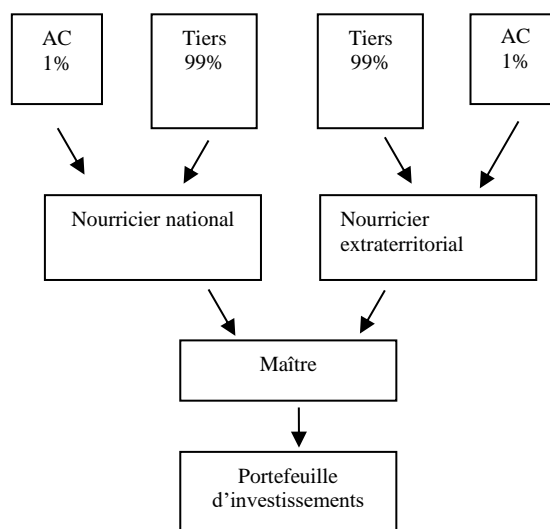 AC
1%
Tiers
99%
Tiers
99%
AC
1%
Nourricier national
Nourricier
extraterritorial
Maître
Portefeuille
d'investissements